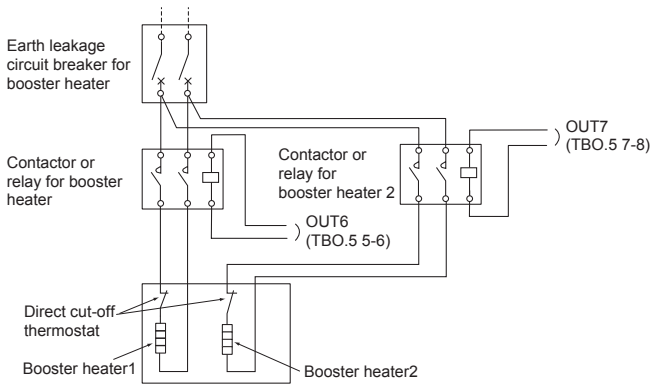 Earth leakage
circuit breaker for
booster heater
OUT7
(TBO.5 7-8)
Contactor or
relay for booster
heater
Contactor or
relay for
booster heater 2
OUT6
(TBO.5 5-6)
Direct cut-off
thermostat
Booster heater1
Booster heater2